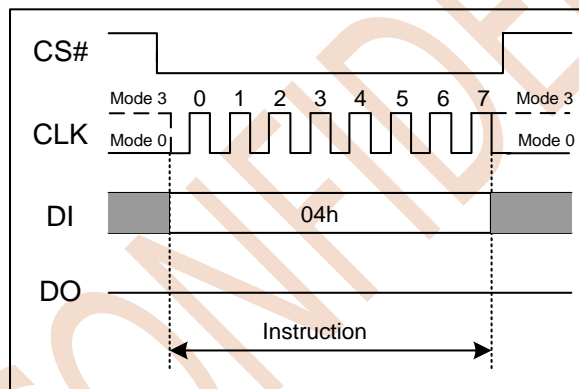 CS#
Mode 3 0 1 2 3 4 5 6 7 Mode 3
CLK
Mode 0 Mode 0
DI 04h
DO
Instruction